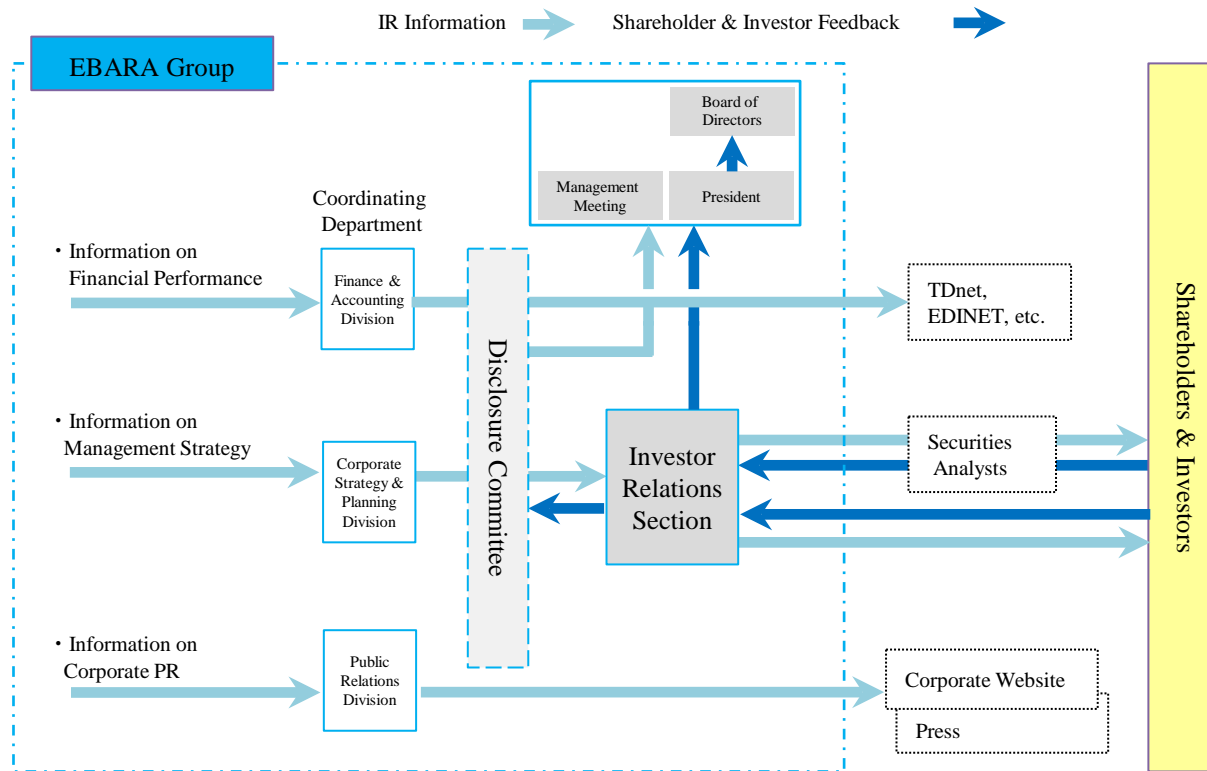 IR Information
Shareholder & Investor Feedback
EBARA Group
Board of
Directors
Management
Meeting
President
Coordinating
Department
・Information on
Financial Performance
Finance &
Accounting
Division
TDnet,
EDINET, etc.
Disclosure Committee
Shareholders & Investors
・Information on
Management Strategy
Corporate
Strategy &
Planning
Division
Investor
Relations
Section
Securities
Analysts
・Information on
Corporate PR
Public
Relations
Division
Corporate Website
Press